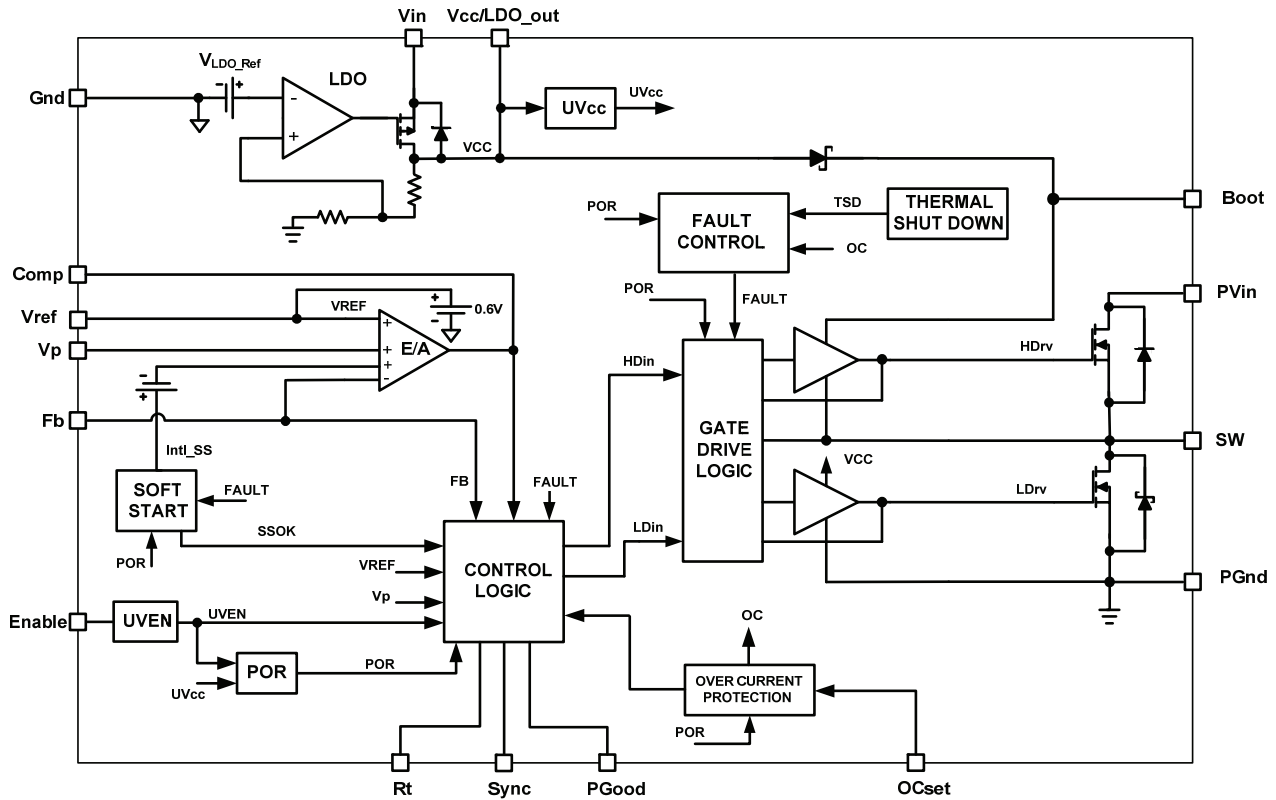 Vin
Vcc/LDO_out
VLDO_Ref
- +
LDO
Gnd
-
+
UVcc
UVcc
VCC
Boot
POR
FAULT
CONTROL
TSD
THERMAL
SHUT DOWN
OC
Comp
Vref
VREF
+
-
0.6V
POR
FAULT
PVin
Vp
+
+
+
-
E/A
HDin
HDrv
-
+
Fb
Intl_SS
GATE
DRIVE
LOGIC
SW
VCC
SOFT
START
FAULT
FB
FAULT
LDrv
SSOK
LDin
POR
VREF
CONTROL
LOGIC
Vp
PGnd
Enable
UVEN
UVEN
OC
POR
POR
UVcc
OVER CURRENT
PROTECTION
POR
Rt
Sync
PGood
OCset